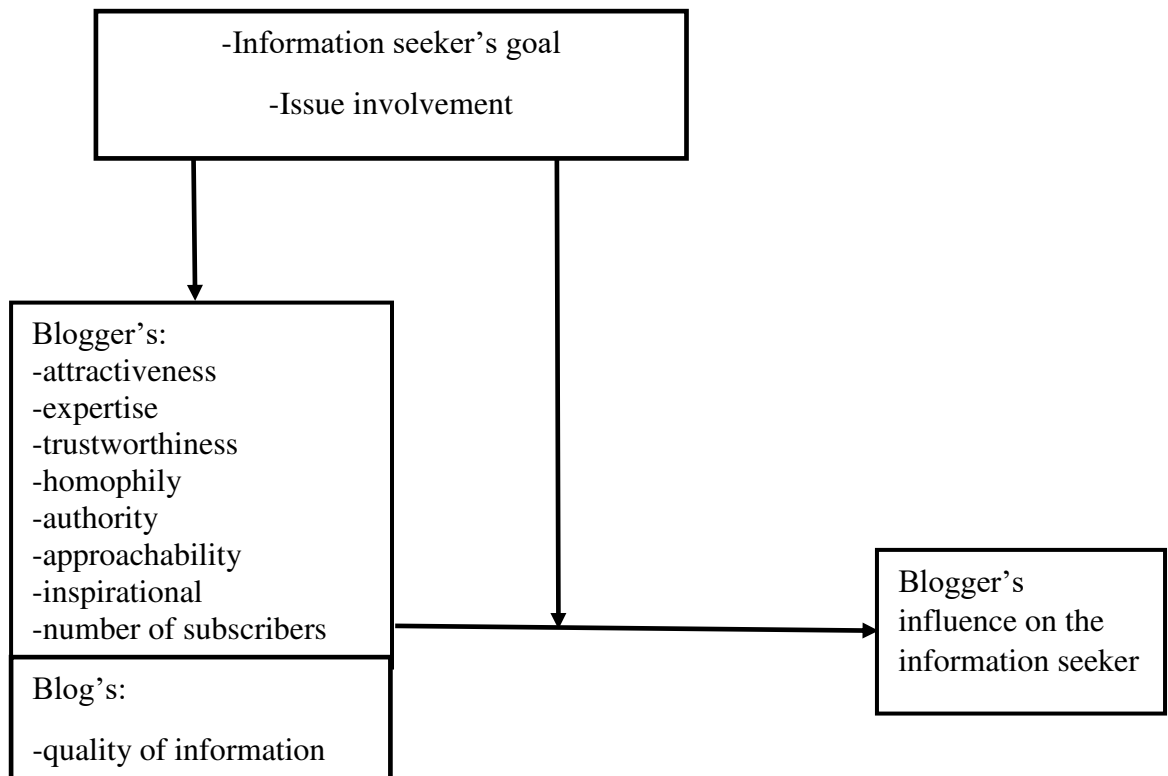 -Information seeker’s goal
-Issue involvement
Blogger’s:
-attractiveness
-expertise
-trustworthiness
-homophily
-authority
-approachability
-inspirational
-number of subscribers
Blog’s:
-quality of information
Blogger’s
influence on the
information seeker